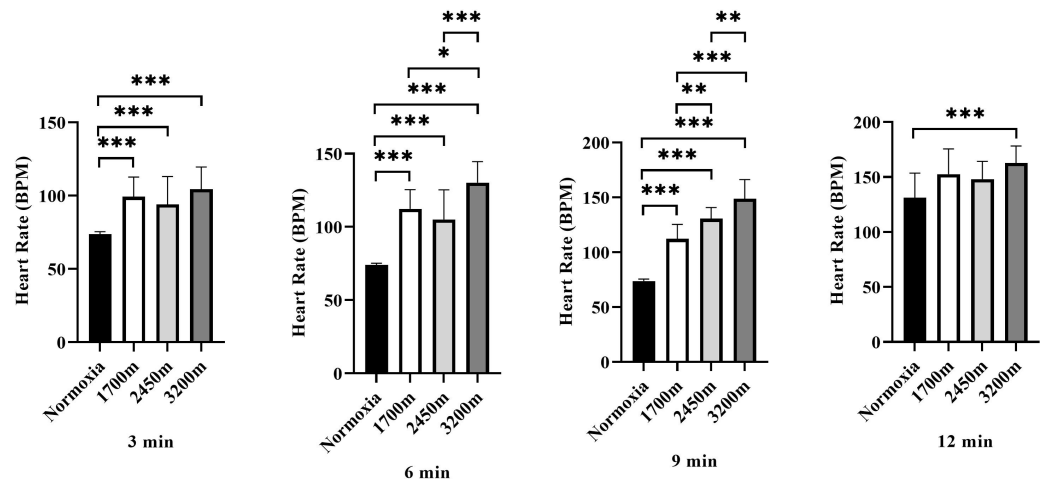 ***
***
***
150
100
50
0
Heart Rate (BPM)
Normoxia
1700m
2450m
3200m
3 min
***
*
***
***
***
150
100
50
0
Heart Rate (BPM)
Normoxia
1700m
2450m
3200m
6 min
**
***
**
***
***
***
200
150
100
50
0
Heart Rate (BPM)
Normoxia
1700m
2450m
3200m
9 min
***
200
150
100
50
0
Heart Rate (BPM)
Normoxia
1700m
2450m
3200m
12 min